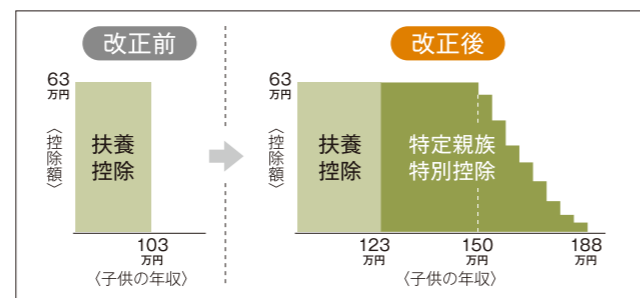 改正前
63
万円
〈控除額〉
扶養
控除
103
万円
〈子供の年収〉
改正後
63
万円
〈控除額〉
扶養
控除
特定親族
特別控除
123
万円
150
万円
188
万円
〈子供の年収〉